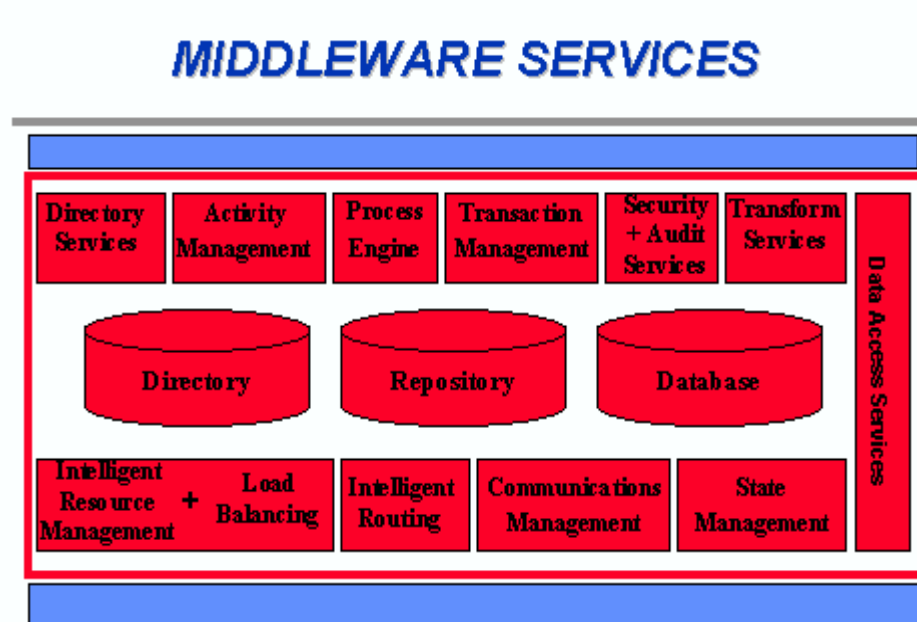 MIDDLEWARE SERVICES
Directory
Services
Activity
Management
Process
Engine
Transaction
Management
Security
+ Audit
Services
Transform
Services
Data Access Services
Directory
Repository
Database
Intelligent
Resource
Management
+
Load
Balancing
Intelligent
Routing
Communications
Management
State
Management